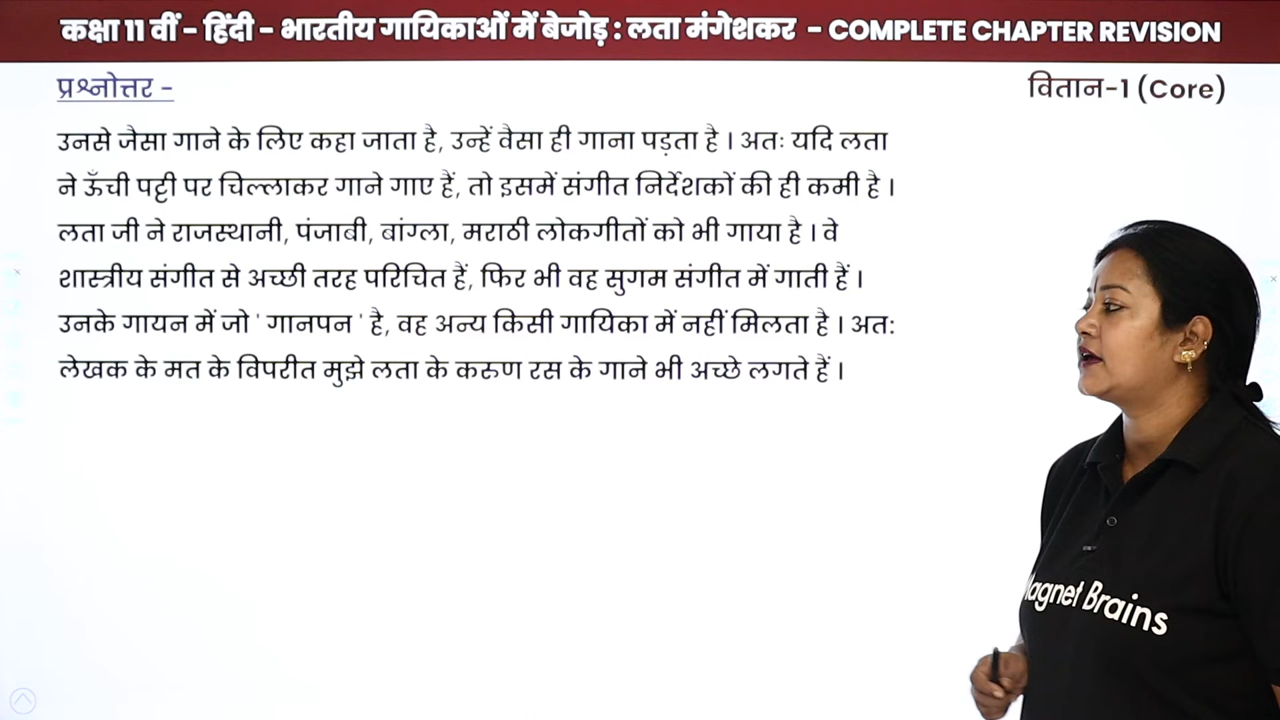 कक्षा 11 वीं - हिंदी - भारतीय गायिकाओं में बेजोड़ : लता मंगेशकर - COMPLETE CHAPTER REVISION
प्रश्नोत्तर -
वितान-1 (Core)
उनसे जैसा गाने के लिए कहा जाता है, उन्हें वैसा ही गाना पड़ता है । अतः यदि लता
ने ऊँची पट्टी पर चिल्लाकर गाने गाए हैं, तो इसमें संगीत निर्देशकों की ही कमी है ।
लता जी ने राजस्थानी, पंजाबी, बांग्ला, मराठी लोकगीतों को भी गाया है । वे
शास्त्रीय संगीत से अच्छी तरह परिचित हैं, फिर भी वह सुगम संगीत में गाती हैं ।
उनके गायन में जो ' गानपन ' है, वह अन्य किसी गायिका में नहीं मिलता है । अत:
लेखक के मत के विपरीत मुझे लता के करुण रस के गाने भी अच्छे लगते हैं ।
agnet Brains